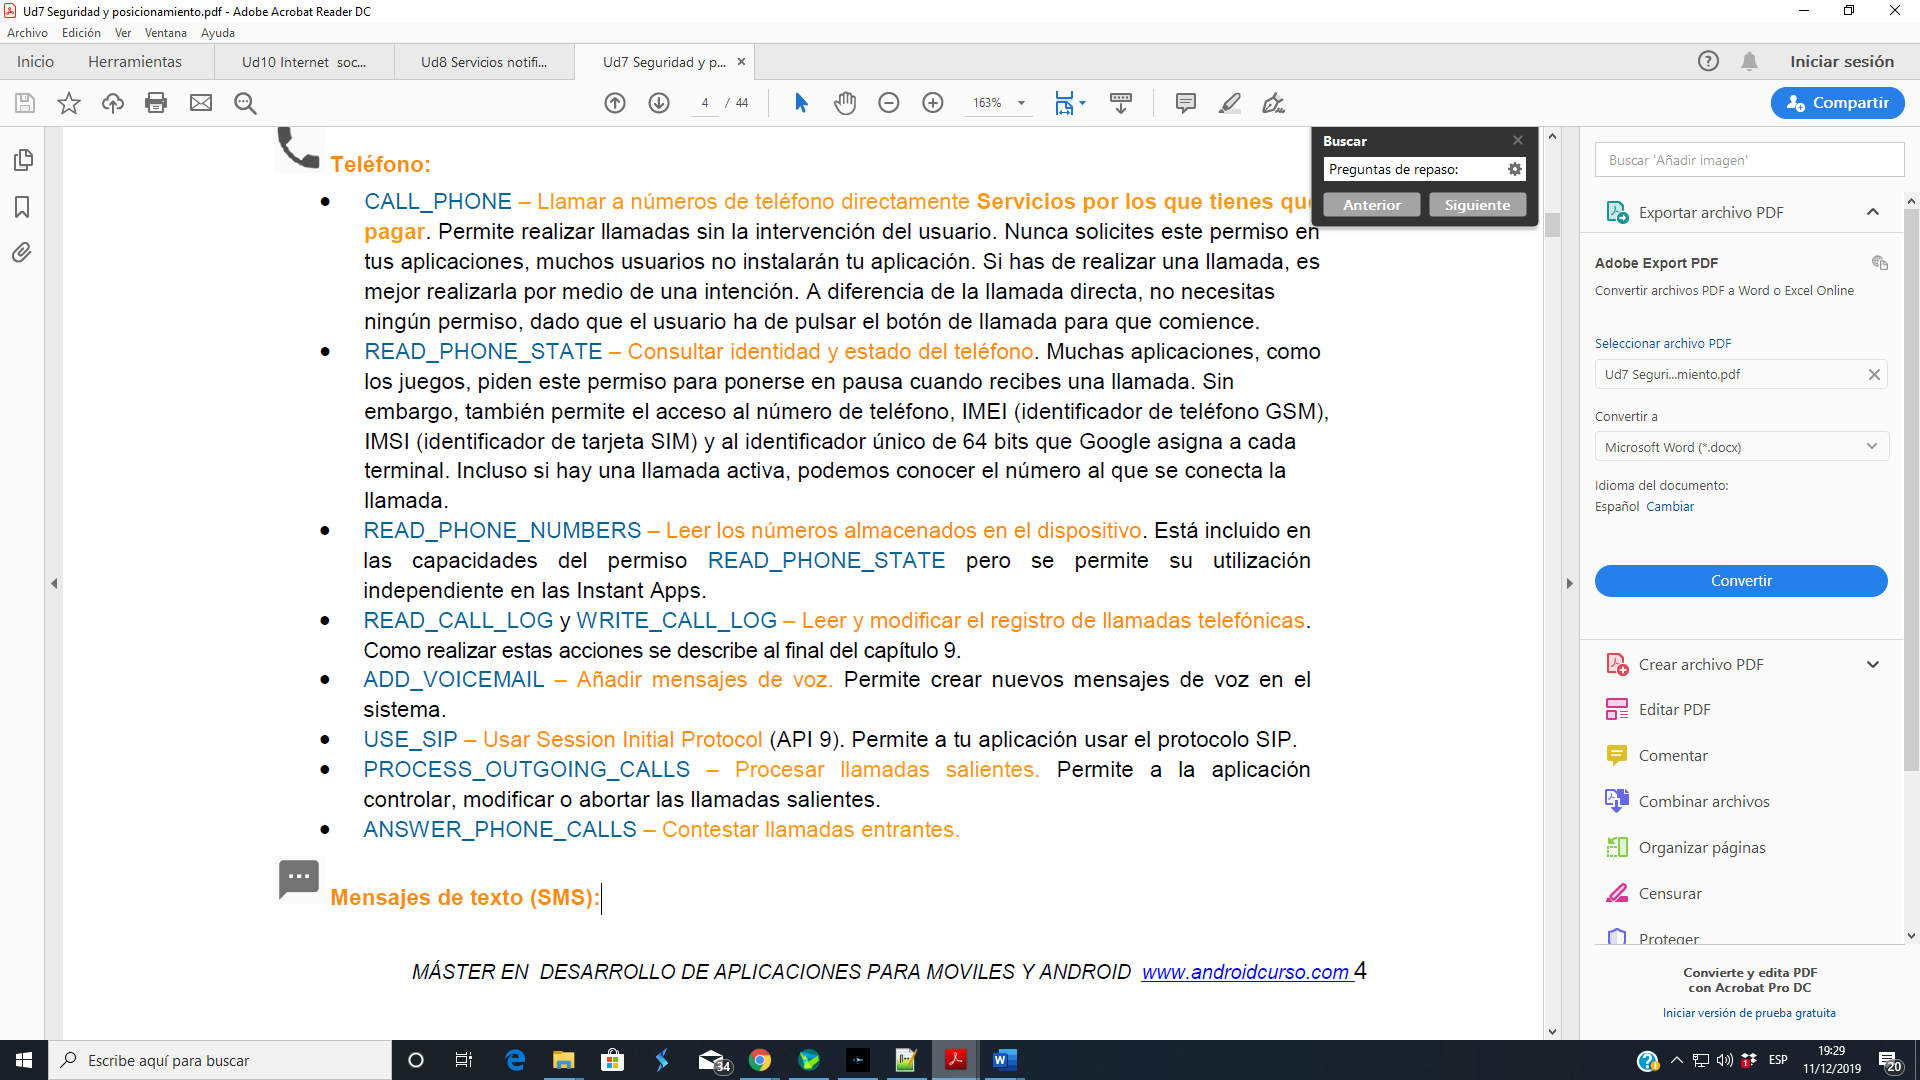 Ud7 Seguridad y posicionamiento.pdf - Adobe Acrobat Reader DC
Archivo Edición Ver Ventana Ayuda
Inicio Herramientas Ud10 Internet soc... Ud8 Servicios notifi... Ud7 Seguridad y p... Iniciar sesión
4 / 44 163% Compartir
Teléfono:
CALL_PHONE – Llamar a números de teléfono directamente Servicios por los que tienes que
pagar. Permite realizar llamadas sin la intervención del usuario. Nunca solicites este permiso en
tus aplicaciones, muchos usuarios no instalarán tu aplicación. Si has de realizar una llamada, es
mejor realizarla por medio de una intención. A diferencia de la llamada directa, no necesitas
ningún permiso, dado que el usuario ha de pulsar el botón de llamada para que comience.
READ_PHONE_STATE – Consultar identidad y estado del teléfono. Muchas aplicaciones, como
los juegos, piden este permiso para ponerse en pausa cuando recibes una llamada. Sin
embargo, también permite el acceso al número de teléfono, IMEI (identificador de teléfono GSM),
IMSI (identificador de tarjeta SIM) y al identificador único de 64 bits que Google asigna a cada
terminal. Incluso si hay una llamada activa, podemos conocer el número al que se conecta la
llamada.
READ_PHONE_NUMBERS – Leer los números almacenados en el dispositivo. Está incluido en
las capacidades del permiso READ_PHONE_STATE pero se permite su utilización
independiente en las Instant Apps.
READ_CALL_LOG y WRITE_CALL_LOG – Leer y modificar el registro de llamadas telefónicas.
Como realizar estas acciones se describe al final del capítulo 9.
ADD_VOICEMAIL – Añadir mensajes de voz. Permite crear nuevos mensajes de voz en el
sistema.
USE_SIP – Usar Session Initial Protocol (API 9). Permite a tu aplicación usar el protocolo SIP.
PROCESS_OUTGOING_CALLS – Procesar llamadas salientes. Permite a la aplicación
controlar, modificar o abortar las llamadas salientes.
ANSWER_PHONE_CALLS – Contestar llamadas entrantes.
Mensajes de texto (SMS):
MÁSTER EN DESARROLLO DE APLICACIONES PARA MOVILES Y ANDROID www.androidcurso.com 4
Buscar
Preguntas de repaso:
Anterior Siguiente
Buscar 'Añadir imagen'
Exportar archivo PDF
Adobe Export PDF
Convertir archivos PDF a Word o Excel Online
Seleccionar archivo PDF
Ud7 Seguri...miento.pdf
Convertir a
Microsoft Word (*.docx)
Idioma del documento:
Español Cambiar
Convertir
Crear archivo PDF
Editar PDF
Comentar
Combinar archivos
Organizar páginas
Censurar
Proteger
Convierte y edita PDF
con Acrobat Pro DC
Iniciar versión de prueba gratuita
Escribe aquí para buscar
34
ESP
19:29
11/12/2019
20